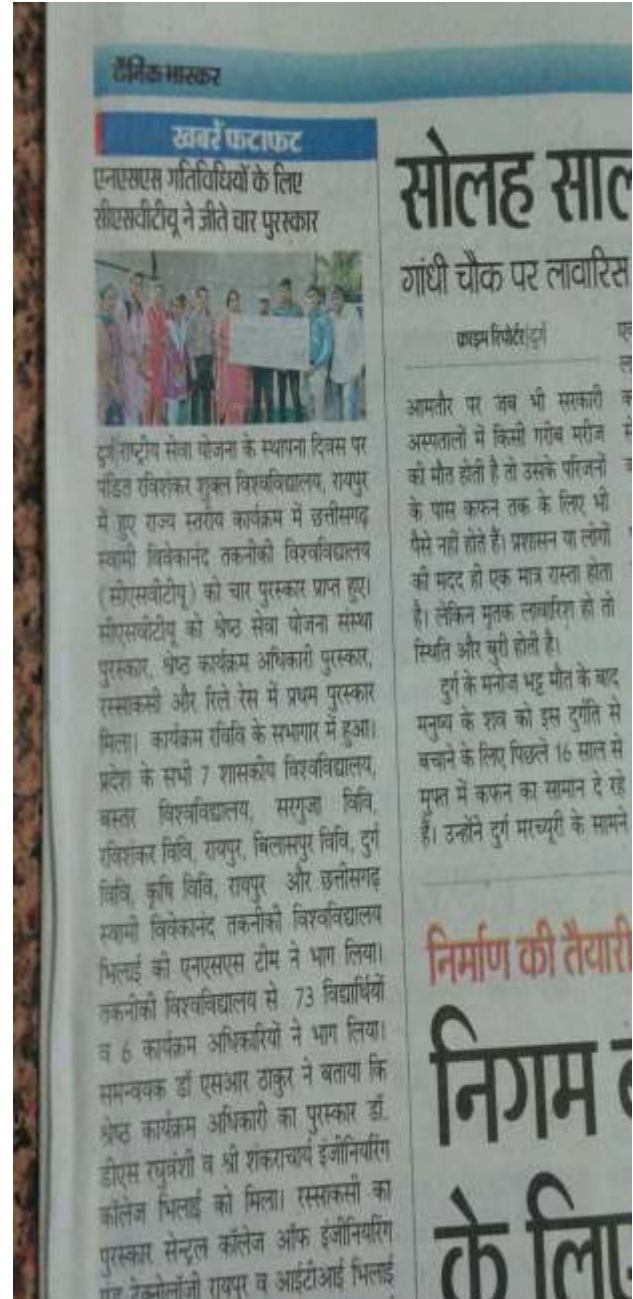 दैनिक भास्कर
खबरें फटाफट
एनएसएस गतिविधियों के लिए
सीएसवीटीयू ने जीते चार पुरस्कार
दुर्ग|राष्ट्रीय सेवा योजना के स्थापना दिवस पर
पंडित रविशंकर शुक्ल विश्वविद्यालय, रायपुर
में हुए राज्य स्तरीय कार्यक्रम में छत्तीसगढ़
स्वामी विवेकानंद तकनीकी विश्वविद्यालय
(सीएसवीटीयू) को चार पुरस्कार प्राप्त हुए।
सीएसवीटीयू को श्रेष्ठ सेवा योजना संस्था
पुरस्कार, श्रेष्ठ कार्यक्रम अधिकारी पुरस्कार,
रस्साकसी और रिले रेस में प्रथम पुरस्कार
मिला। कार्यक्रम रविवि के सभागार में हुआ।
प्रदेश के सभी 7 शासकीय विश्वविद्यालय,
बस्तर विश्वविद्यालय, सरगुजा विवि,
रविशंकर विवि, रायपुर, बिलासपुर विवि, दुर्ग
विवि, कृषि विवि, रायपुर और छत्तीसगढ़
स्वामी विवेकानंद तकनीकी विश्वविद्यालय
भिलाई की एनएसएस टीम ने भाग लिया।
तकनीकी विश्वविद्यालय से 73 विद्यार्थियों
व 6 कार्यक्रम अधिकारियों ने भाग लिया।
समन्वयक डॉ एसआर ठाकुर ने बताया कि
श्रेष्ठ कार्यक्रम अधिकारी का पुरस्कार डॉ.
डीएस रघुवंशी व श्री शंकराचार्य इंजीनियरिंग
कॉलेज भिलाई को मिला। रस्साकसी का
पुरस्कार सेन्ट्रल कॉलेज ऑफ इंजीनियरिंग
एंड टेक्नोलॉजी रायपुर व आईटीआई भिलाई
सोलह साल
गांधी चौक पर लावारिस
क्राइम रिपोर्टर|दुर्ग
आमतौर पर जब भी सरकारी
अस्पतालों में किसी गरीब मरीज
की मौत होती है तो उसके परिजनों
के पास कफन तक के लिए भी
पैसे नहीं होते हैं। प्रशासन या लोगों
की मदद ही एक मात्र रास्ता होता
है। लेकिन मृतक लावारिश हो तो
स्थिति और बुरी होती है।
दुर्ग के मनोज भट्ट मौत के बाद
मनुष्य के शव को इस दुर्गति से
बचाने के लिए पिछले 16 साल से
मुफ्त में कफन का सामान दे रहे
हैं। उन्होंने दुर्ग मरच्यूरी के सामने
निर्माण की तैयारी
निगम
के लिए